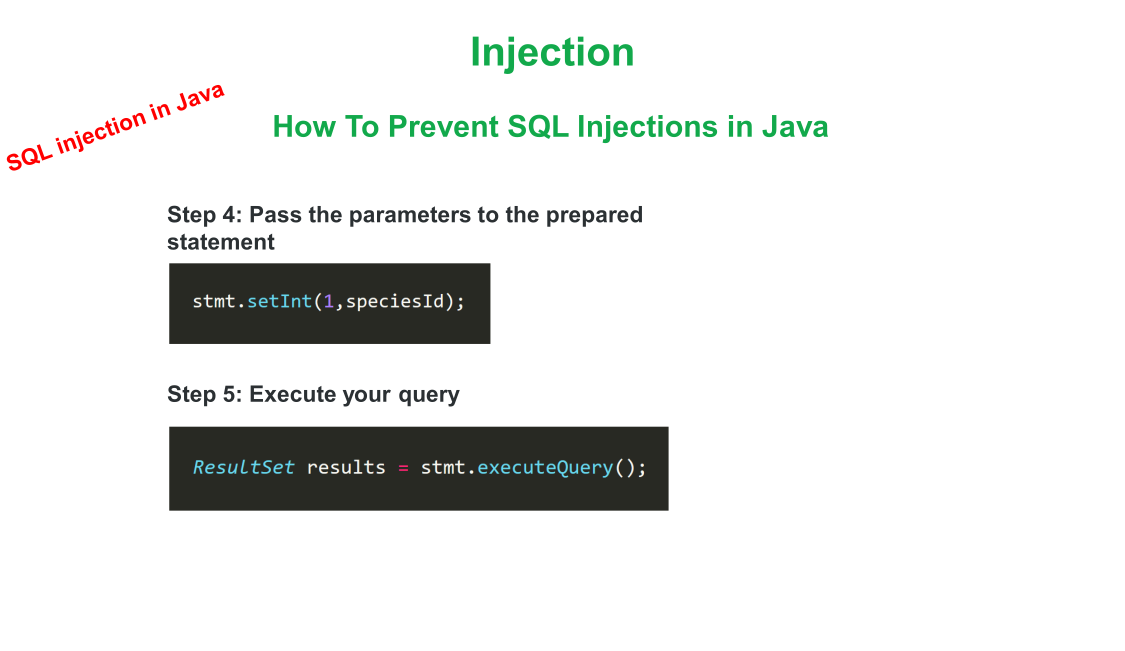 Injection
SQL injection in Java
How To Prevent SQL Injections in Java
Step 4: Pass the parameters to the prepared
statement
stmt.setInt(1,speciesId);
Step 5: Execute your query
ResultSet results = stmt.executeQuery();